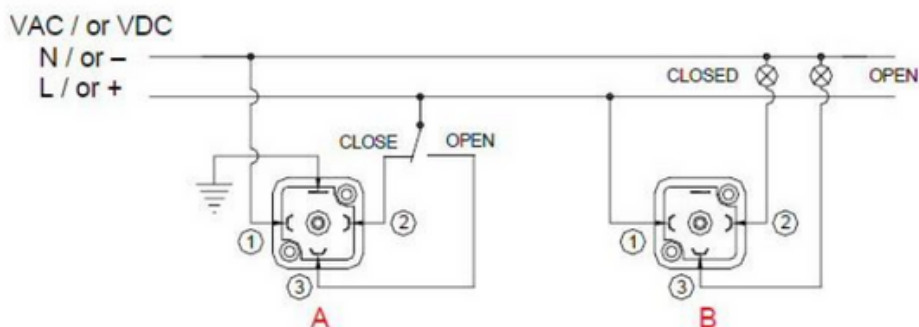 VAC / or VDC
N / or –
L / or +
CLOSED
OPEN
CLOSE
OPEN
1
2
3
A
1
2
3
B